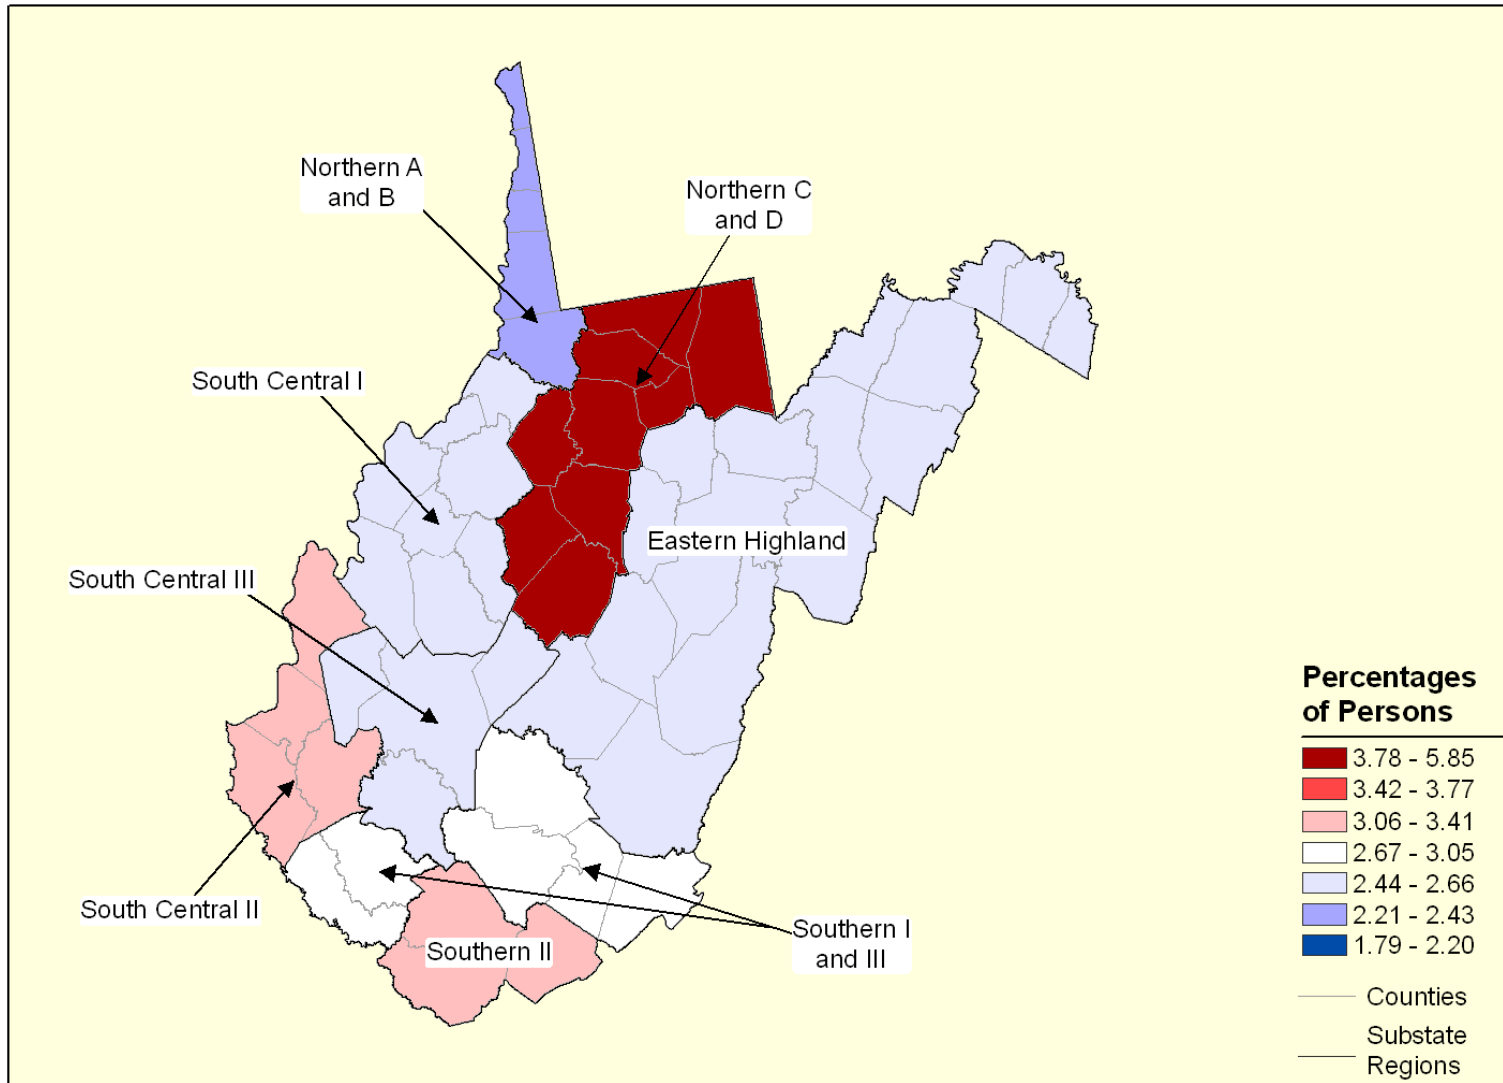 Northern A
and B
Northern C
and D
South Central I
Eastern Highland
South Central III
South Central II
Southern II
Southern I
and III
Percentages
of Persons
3.78 - 5.85
3.42 - 3.77
3.06 - 3.41
2.67 - 3.05
2.44 - 2.66
2.21 - 2.43
1.79 - 2.20
Counties
Substate
Regions